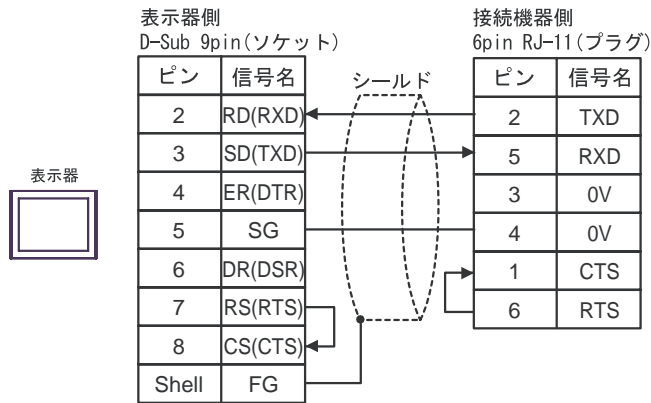 表示器側
D-Sub 9pin(ソケット)
接続機器側
6pin RJ-11(プラグ)
ピン 信号名
シールド
ピン 信号名
2 RD(RXD)
2 TXD
3 SD(TXD)
5 RXD
表示器
4 ER(DTR)
3 0V
5 SG
4 0V
6 DR(DSR)
1 CTS
7 RS(RTS)
6 RTS
8 CS(CTS)
Shell FG